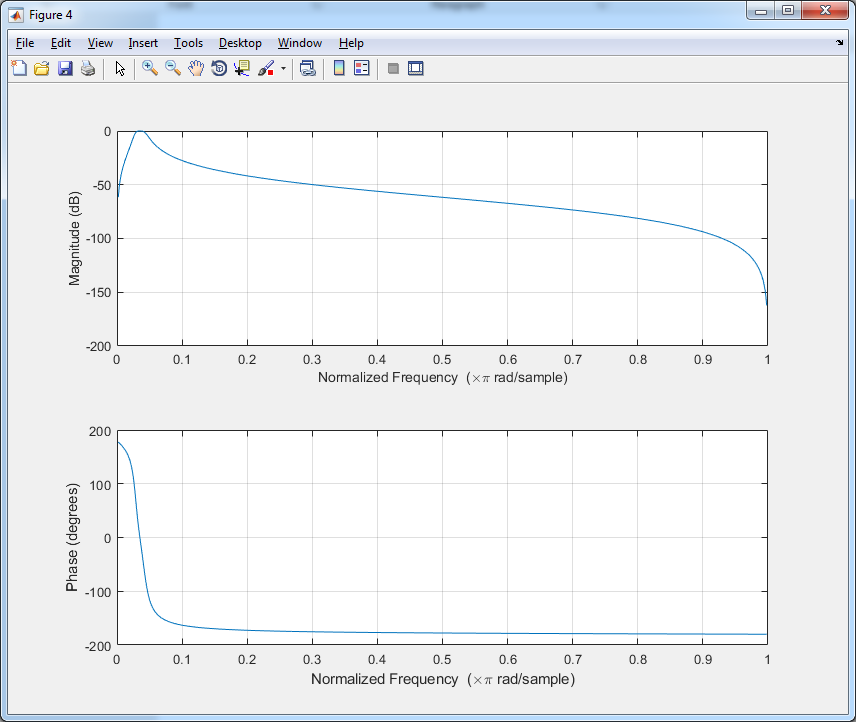 Figure 4
File Edit View Insert Tools Desktop Window Help
0
-50
-100
-150
-200
Magnitude (dB)
0 0.1 0.2 0.3 0.4 0.5 0.6 0.7 0.8 0.9 1
Normalized Frequency (×π rad/sample)
200
100
0
-100
-200
Phase (degrees)
0 0.1 0.2 0.3 0.4 0.5 0.6 0.7 0.8 0.9 1
Normalized Frequency (×π rad/sample)